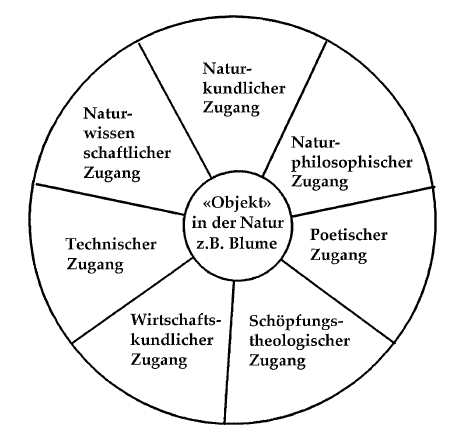 Natur-
kundlicher
Zugang
Natur-
philosophischer
Zugang
Poetischer
Zugang
Schöpfungs-
theologischer
Zugang
Wirtschafts-
kundlicher
Zugang
Technischer
Zugang
Natur-
wissen
schaftlicher
Zugang
«Objekt»
in der Natur
z.B. Blume